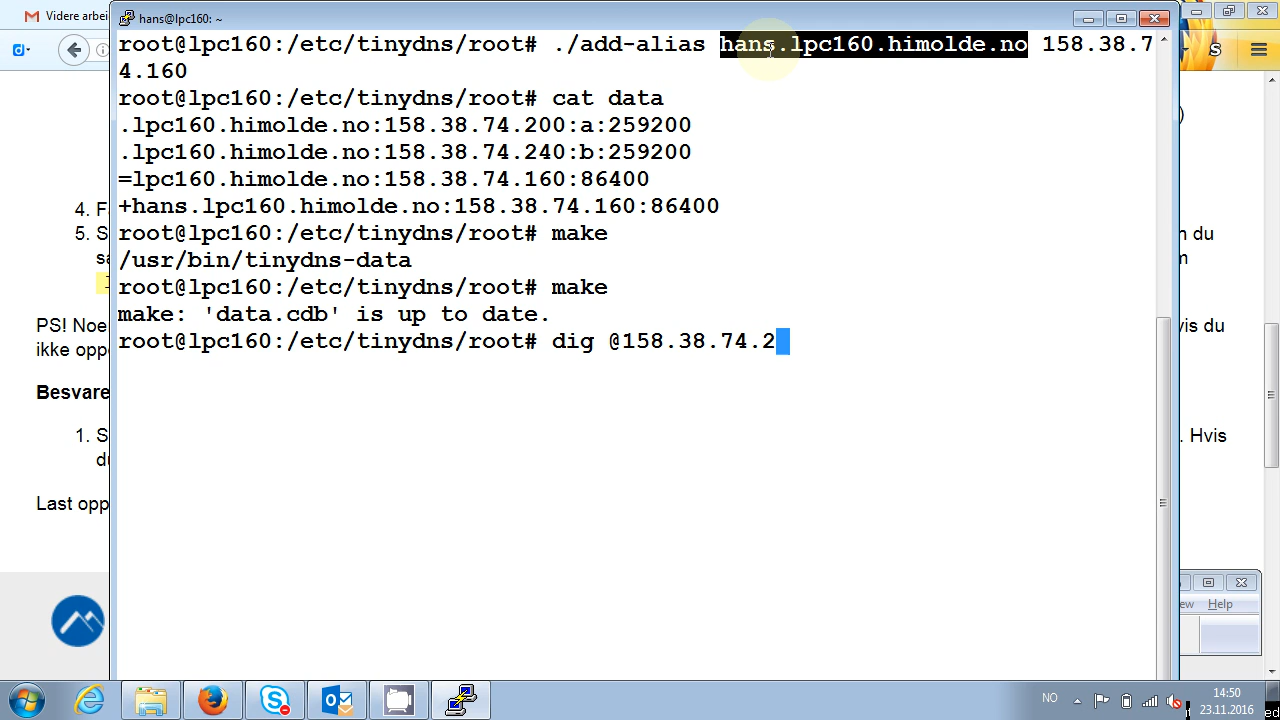 Videre arbei
hans@lpc160: ~
root@lpc160:/etc/tinydns/root# ./add-alias hans.lpc160.himolde.no 158.38.7
4.160
root@lpc160:/etc/tinydns/root# cat data
.lpc160.himolde.no:158.38.74.200:a:259200
.lpc160.himolde.no:158.38.74.240:b:259200
=lpc160.himolde.no:158.38.74.160:86400
+hans.lpc160.himolde.no:158.38.74.160:86400
root@lpc160:/etc/tinydns/root# make
/usr/bin/tinydns-data
root@lpc160:/etc/tinydns/root# make
make: 'data.cdb' is up to date.
root@lpc160:/etc/tinydns/root# dig @158.38.74.2
4. F
5. S
n du
PS! Noe
vis du
ikke opp
Besvare
1. S
. Hvis
Last opp
ew Help
NO
14:50
23.11.2016